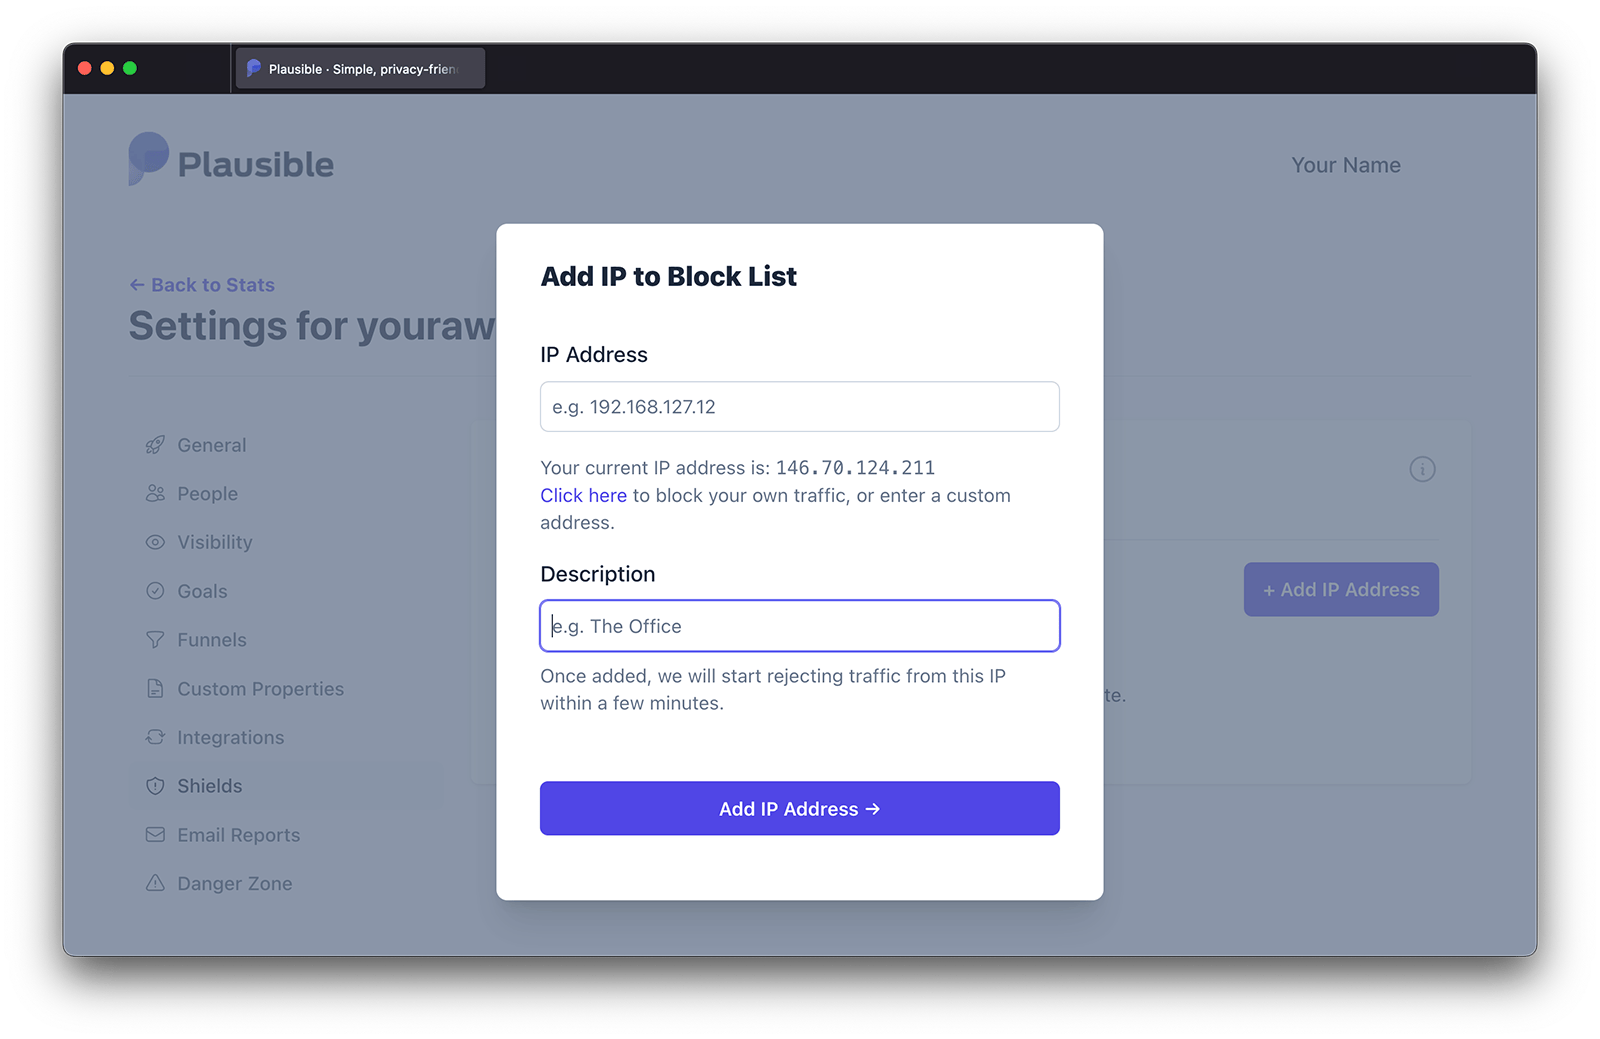 Plausible · Simple, privacy-frien
Plausible
Your Name
← Back to Stats
Settings for youraw
General
People
Visibility
Goals
Funnels
Custom Properties
Integrations
Shields
Email Reports
Danger Zone
Add IP to Block List
IP Address
e.g. 192.168.127.12
Your current IP address is: 146.70.124.211
Click here to block your own traffic, or enter a custom
address.
Description
e.g. The Office
Once added, we will start rejecting traffic from this IP
within a few minutes.
Add IP Address →
+ Add IP Address
te.